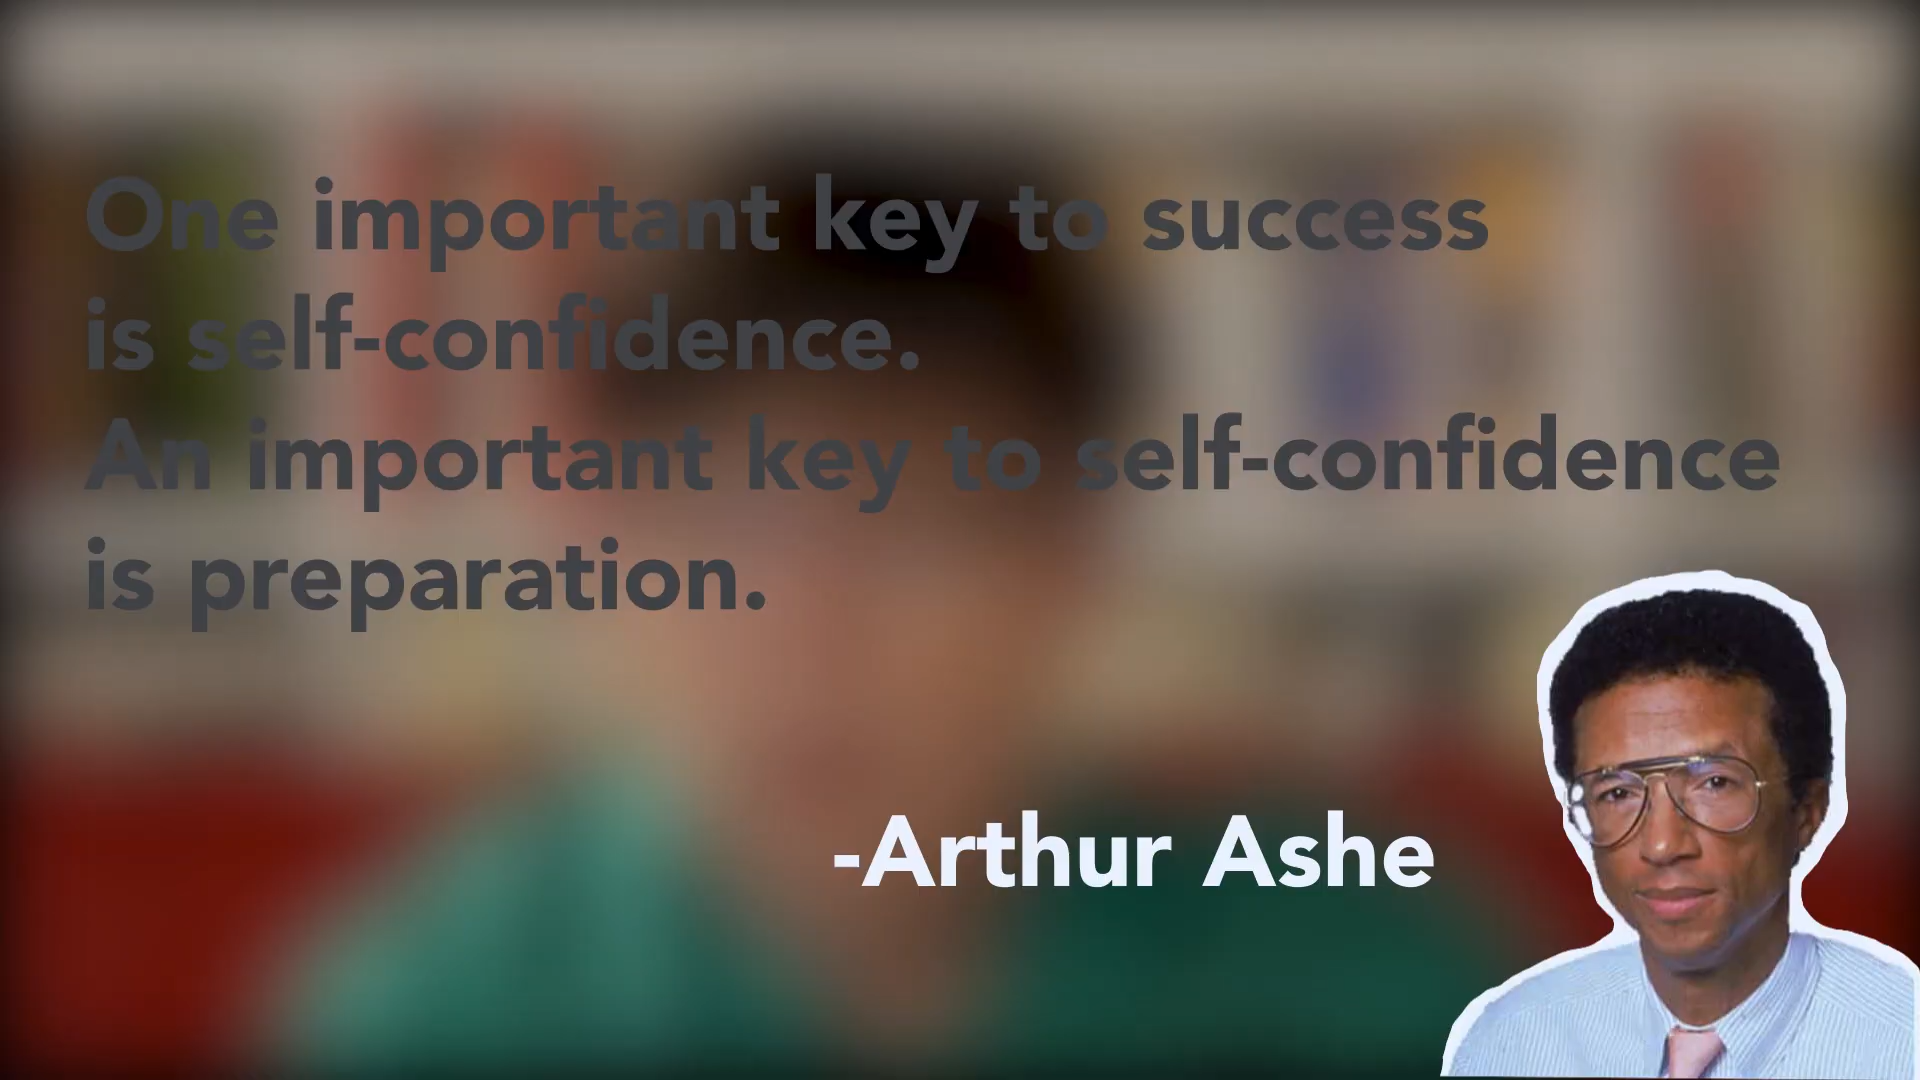 One important key to success
is self-confidence.
An important key to self-confidence
is preparation.
-Arthur Ashe